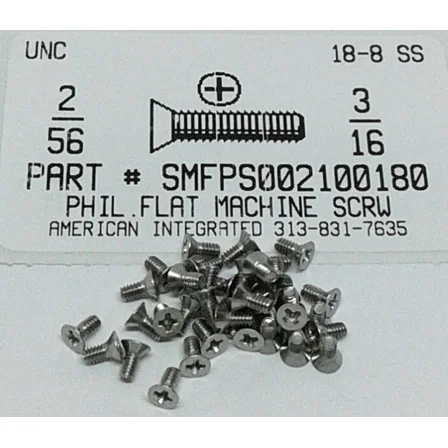 UNC 18-8 SS
2/56 3/16
PART # SMFPS002100180
PHIL.FLAT MACHINE SCRW
AMERICAN INTEGRATED 313-831-7635